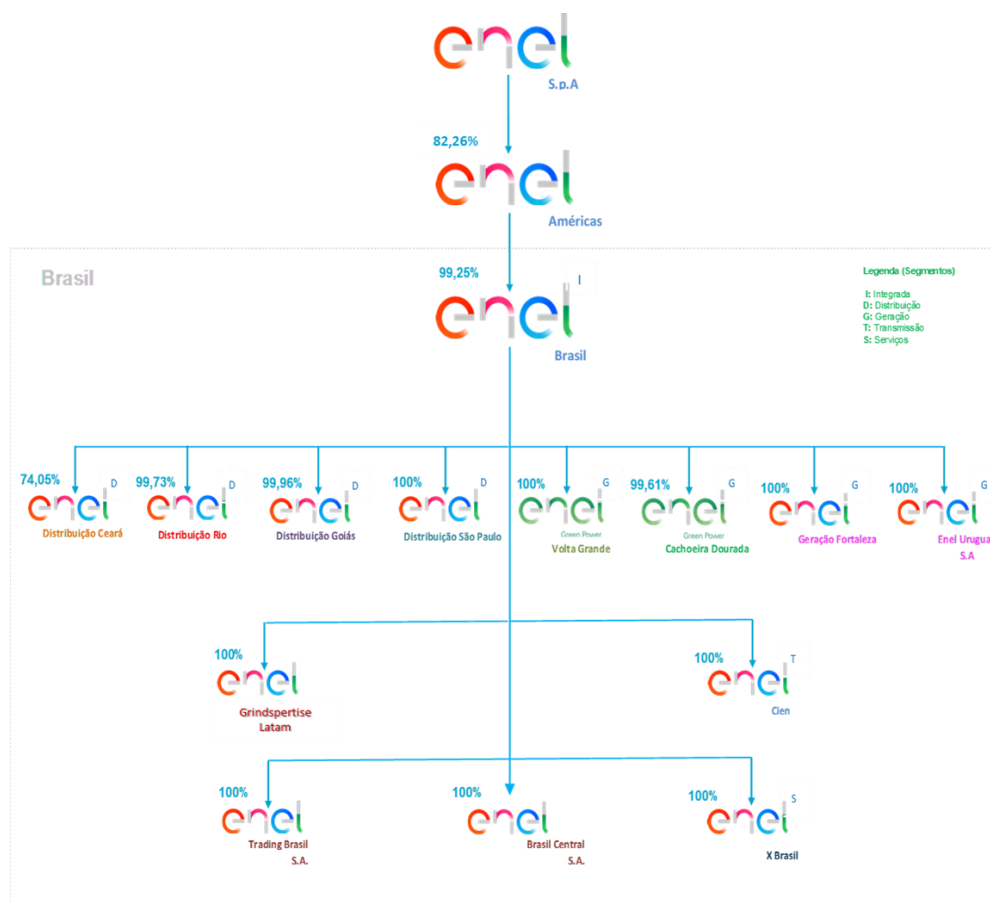 enel
S.p.A
82,26%
enel
Américas
Brasil
99,25%
I
enel
Brasil
Legenda (Segmentos)
I: Integrada
D: Distribuição
G: Geração
T: Transmissão
S: Serviços
74,05%
D
enel
Distribuição Ceará
99,73%
D
enel
Distribuição Rio
99,96%
D
enel
Distribuição Goiás
100%
D
enel
Distribuição São Paulo
100%
G
enel
Green Power
Volta Grande
99,61%
G
enel
Green Power
Cachoeira Dourada
100%
G
enel
Geração Fortaleza
100%
G
enel
Enel Urugua
S.A
100%
enel
Grindspertise
Latam
100%
T
enel
Cien
100%
enel
Trading Brasil
S.A.
100%
enel
Brasil Central
S.A.
100%
S
enel
X Brasil